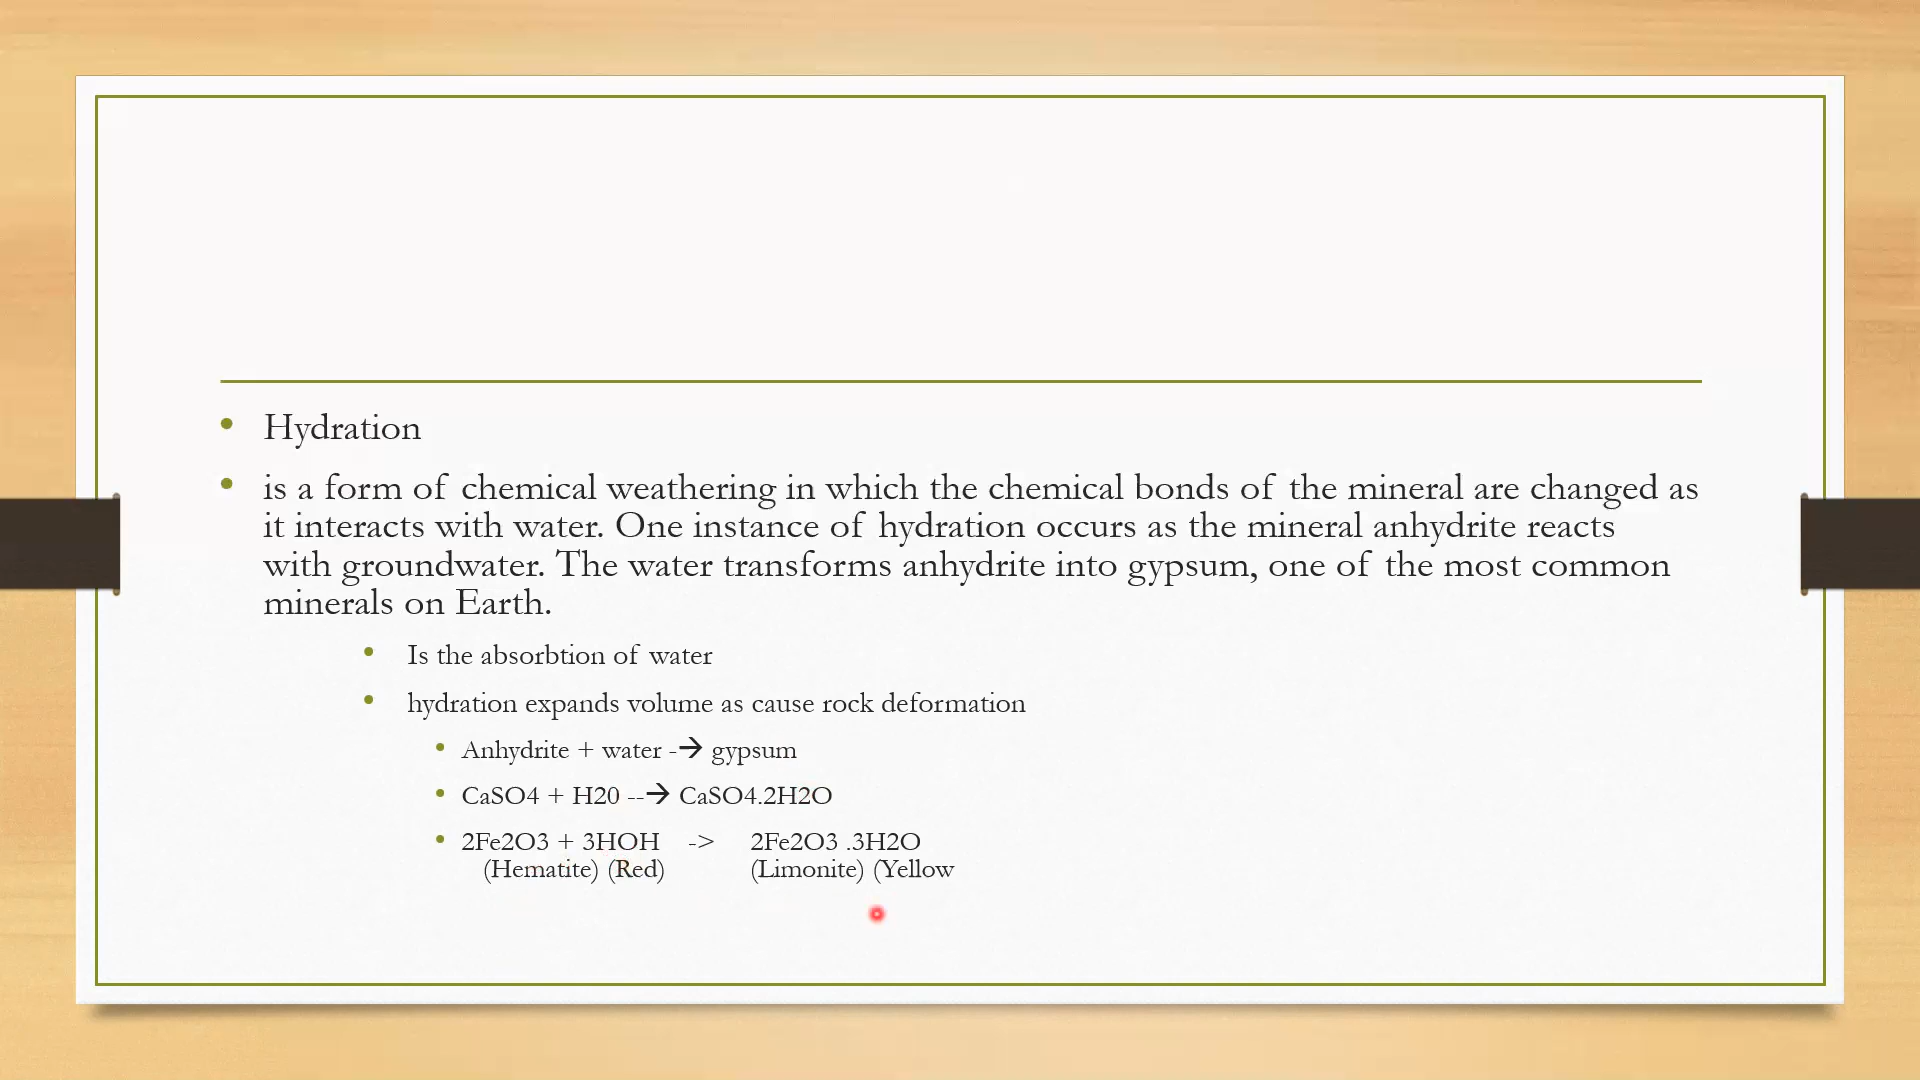 • Hydration
• is a form of chemical weathering in which the chemical bonds of the mineral are changed as
it interacts with water. One instance of hydration occurs as the mineral anhydrite reacts
with groundwater. The water transforms anhydrite into gypsum, one of the most common
minerals on Earth.
• Is the absorbtion of water
• hydration expands volume as cause rock deformation
• Anhydrite + water -→ gypsum
• CaSO4 + H20 --→ CaSO4.2H2O
• 2Fe2O3 + 3HOH -> 2Fe2O3 .3H2O
(Hematite) (Red) (Limonite) (Yellow